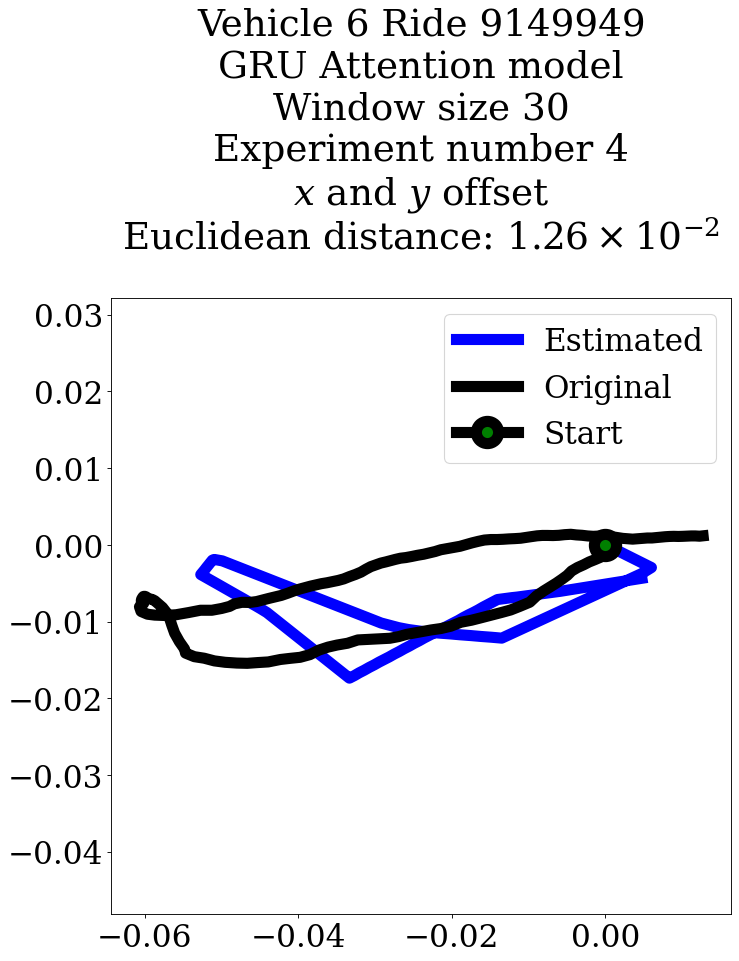 Vehicle 6 Ride 9149949
GRU Attention model
Window size 30
Experiment number 4
x and y offset
Euclidean distance: 1.26 × 10⁻²
Estimated
Original
Start
0.03
0.02
0.01
0.00
−0.01
−0.02
−0.03
−0.04
−0.06 −0.04 −0.02 0.00